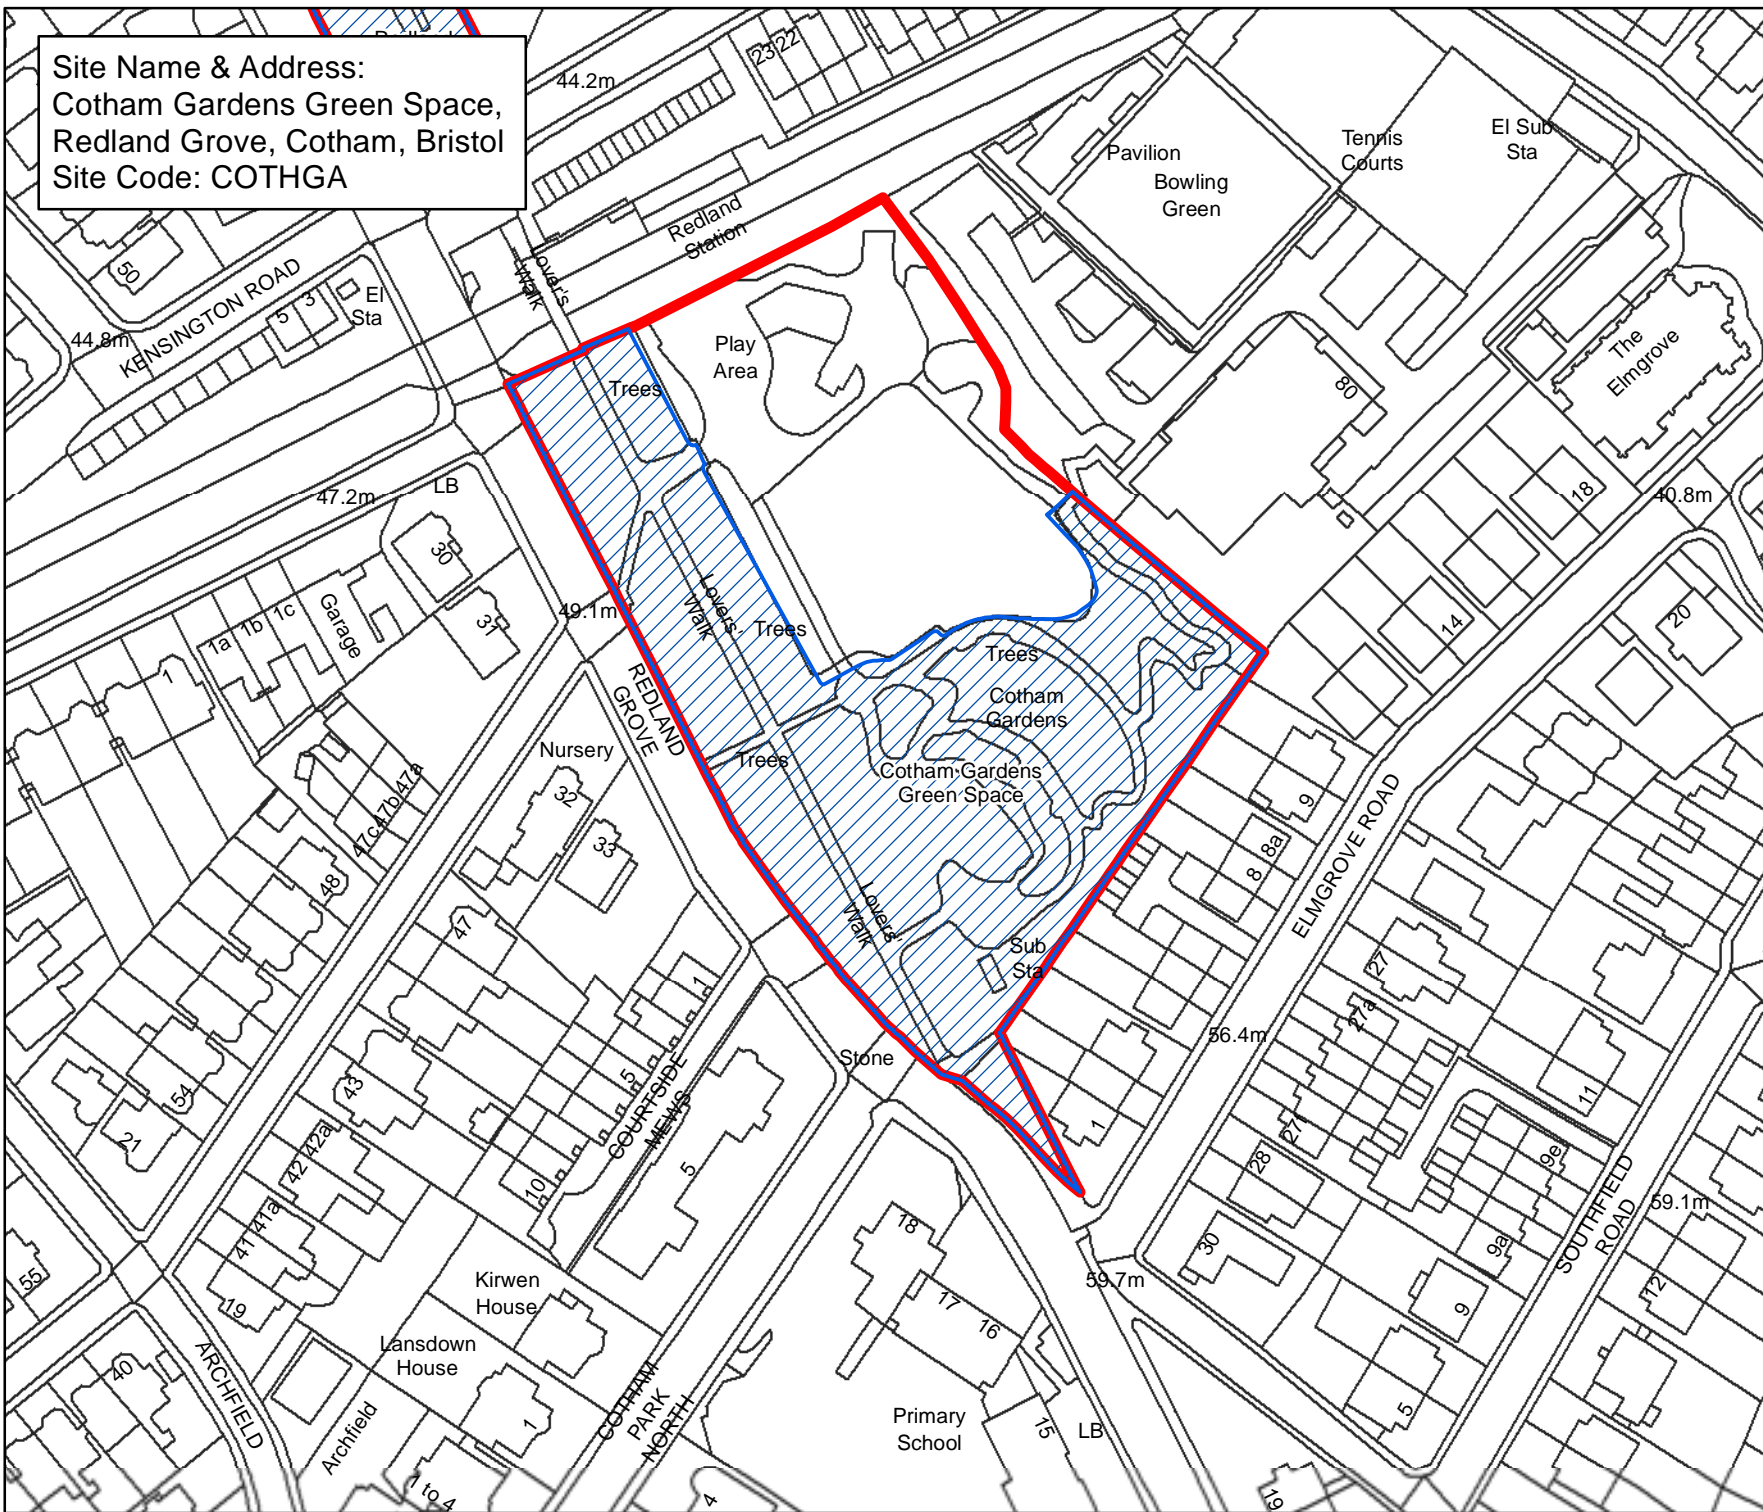 Site Name & Address:
Cotham Gardens Green Space,
Redland Grove, Cotham, Bristol
Site Code: COTHGA
44.2m
23
22
Redland
Station
Lover's
Walk
Pavilion
Bowling
Green
Tennis
Courts
El Sub
Sta
50
KENSINGTON ROAD
44.8m
5
3
El
Sta
Play
Area
Trees
The
Elmgrove
80
18
40.8m
47.2m
LB
30
31
49.1m
1a
1b
1c
Garage
1
REDLAND
GROVE
Lovers'
Walk
Trees
Trees
Cotham
Gardens
14
20
Nursery
32
33
Trees
Cotham Gardens
Green Space
47c
47b
47a
48
47
9
8a
8
ELMGROVE ROAD
Lovers'
Walk
Sub
Sta
27
27a
56.4m
1
5
COURTSIDE
MEWS
Stone
54
21
43
42
42a
10
5
1
11
27f
28
9e
SOUTHFIELD
ROAD
59.1m
41
41a
55
19
Kirwen
House
Lansdown
House
18
17
16
59.7m
30
9a
9
12
40
ARCHFIELD
Archfield
1
COTHAM
PARK
NORTH
Primary
School
15
LB
5
1 to 4
4
19